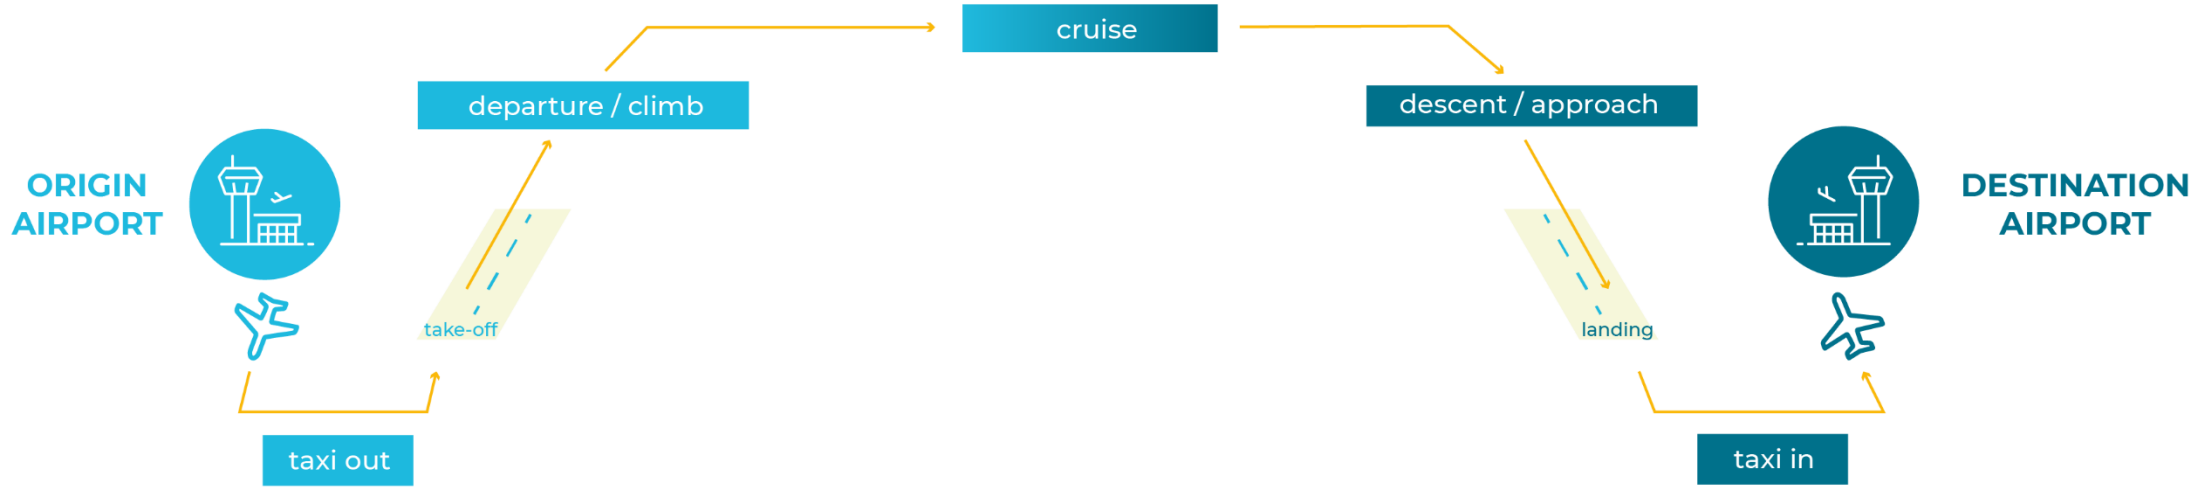 ORIGIN
AIRPORT
taxi out
take-off
departure / climb
cruise
descent / approach
landing
taxi in
DESTINATION
AIRPORT